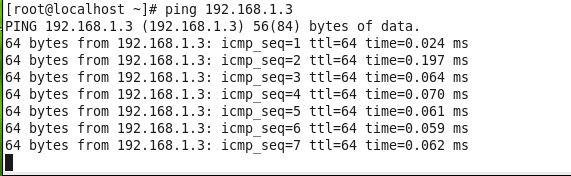 [root@localhost ~]# ping 192.168.1.3
PING 192.168.1.3 (192.168.1.3) 56(84) bytes of data.
64 bytes from 192.168.1.3: icmp_seq=1 ttl=64 time=0.024 ms
64 bytes from 192.168.1.3: icmp_seq=2 ttl=64 time=0.197 ms
64 bytes from 192.168.1.3: icmp_seq=3 ttl=64 time=0.064 ms
64 bytes from 192.168.1.3: icmp_seq=4 ttl=64 time=0.070 ms
64 bytes from 192.168.1.3: icmp_seq=5 ttl=64 time=0.061 ms
64 bytes from 192.168.1.3: icmp_seq=6 ttl=64 time=0.059 ms
64 bytes from 192.168.1.3: icmp_seq=7 ttl=64 time=0.062 ms